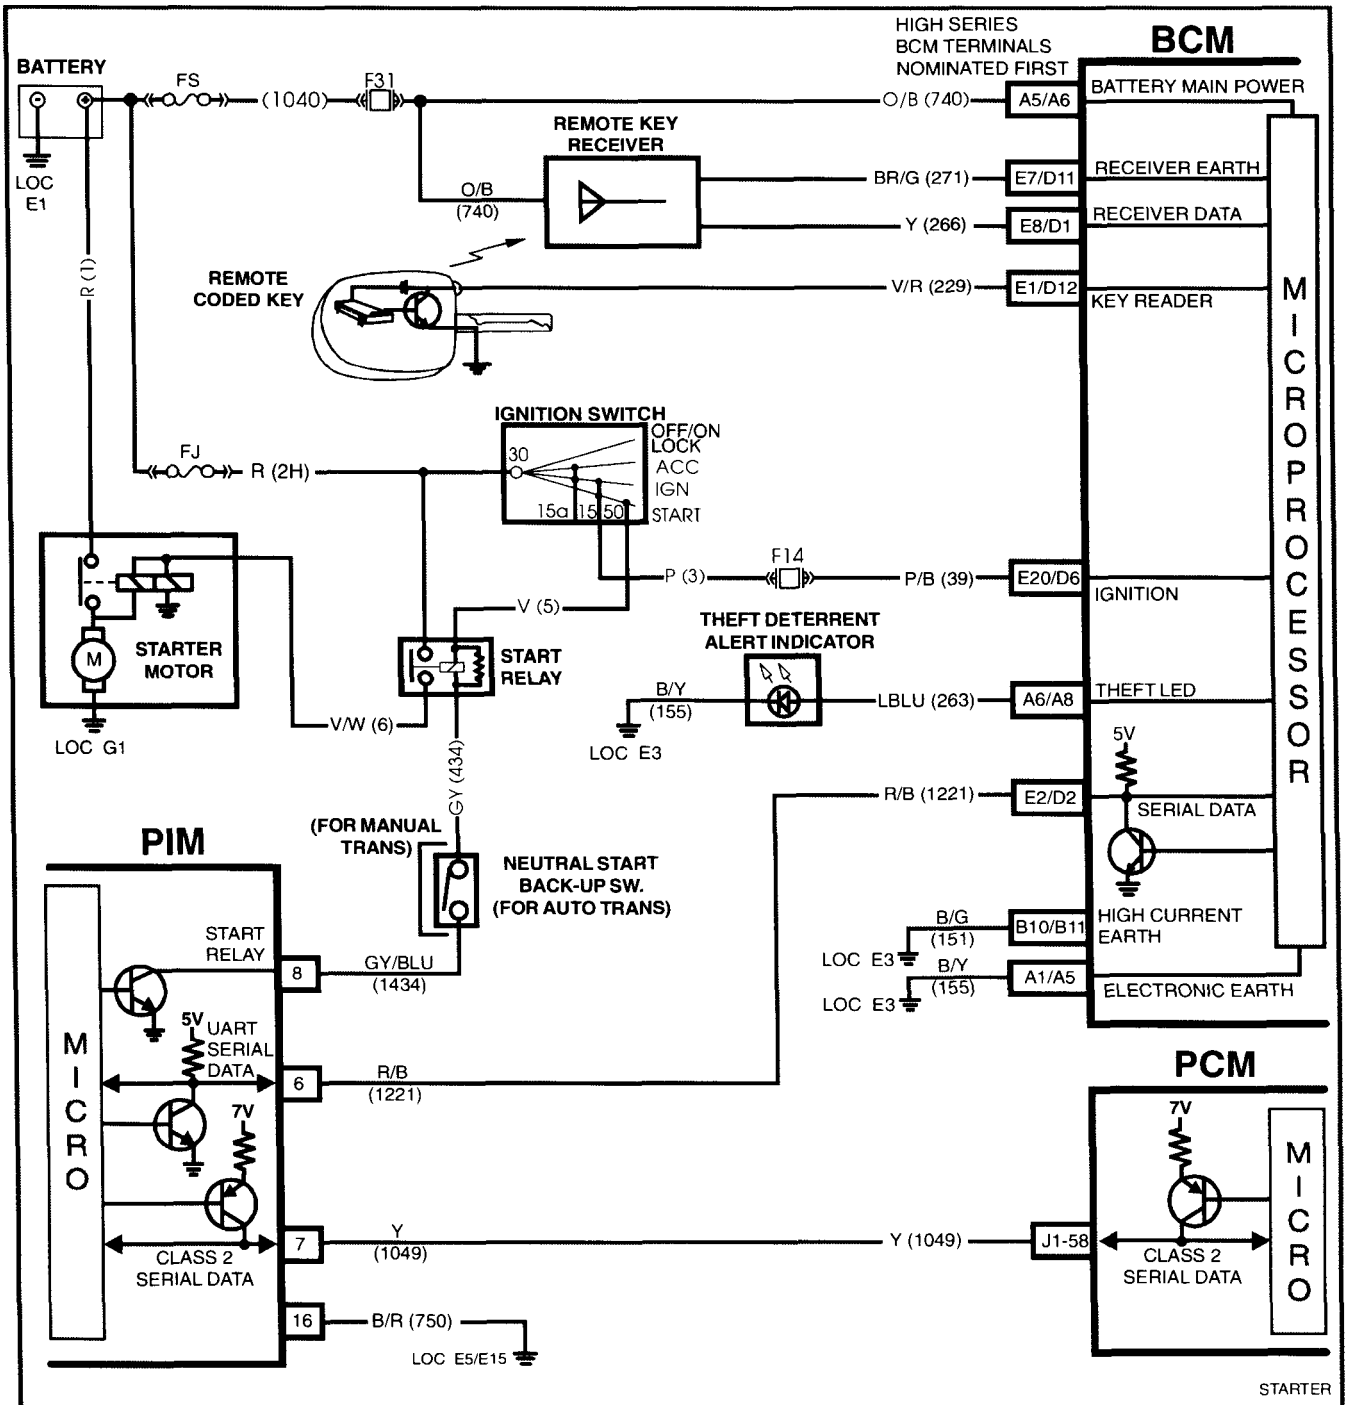 HIGH SERIES
BCM TERMINALS
NOMINATED FIRST
BCM
BATTERY
FS
(1040)
F31
O/B (740)
A5/A6
BATTERY MAIN POWER
REMOTE KEY
RECEIVER
LOC
E1
O/B
(740)
BR/G (271)
E7/D11
RECEIVER EARTH
Y (266)
E8/D1
RECEIVER DATA
R (1)
REMOTE
CODED KEY
V/R (229)
E1/D12
KEY READER
MICROPROCESSOR
IGNITION SWITCH
OFF/ON
LOCK
ACC
IGN
START
30
15a
15
50
FJ
R (2H)
F14
P (3)
P/B (39)
E20/D6
IGNITION
V (5)
THEFT DETERRENT
ALERT INDICATOR
M
STARTER
MOTOR
START
RELAY
B/Y
(155)
LBLU (263)
A6/A8
THEFT LED
V/W (6)
LOC G1
LOC E3
GY (434)
5V
R/B (1221)
E2/D2
SERIAL DATA
PIM
(FOR MANUAL
TRANS)
NEUTRAL START
BACK-UP SW.
(FOR AUTO TRANS)
B/G
(151)
LOC E3
B10/B11
HIGH CURRENT
EARTH
START
RELAY
8
GY/BLU
(1434)
B/Y
(155)
LOC E3
A1/A5
ELECTRONIC EARTH
5V
UART
SERIAL
DATA
6
R/B
(1221)
MICRO
PCM
7V
7V
MICRO
7
Y
(1049)
Y (1049)
J1-58
CLASS 2
SERIAL DATA
CLASS 2
SERIAL DATA
16
B/R (750)
LOC E5/E15
STARTER